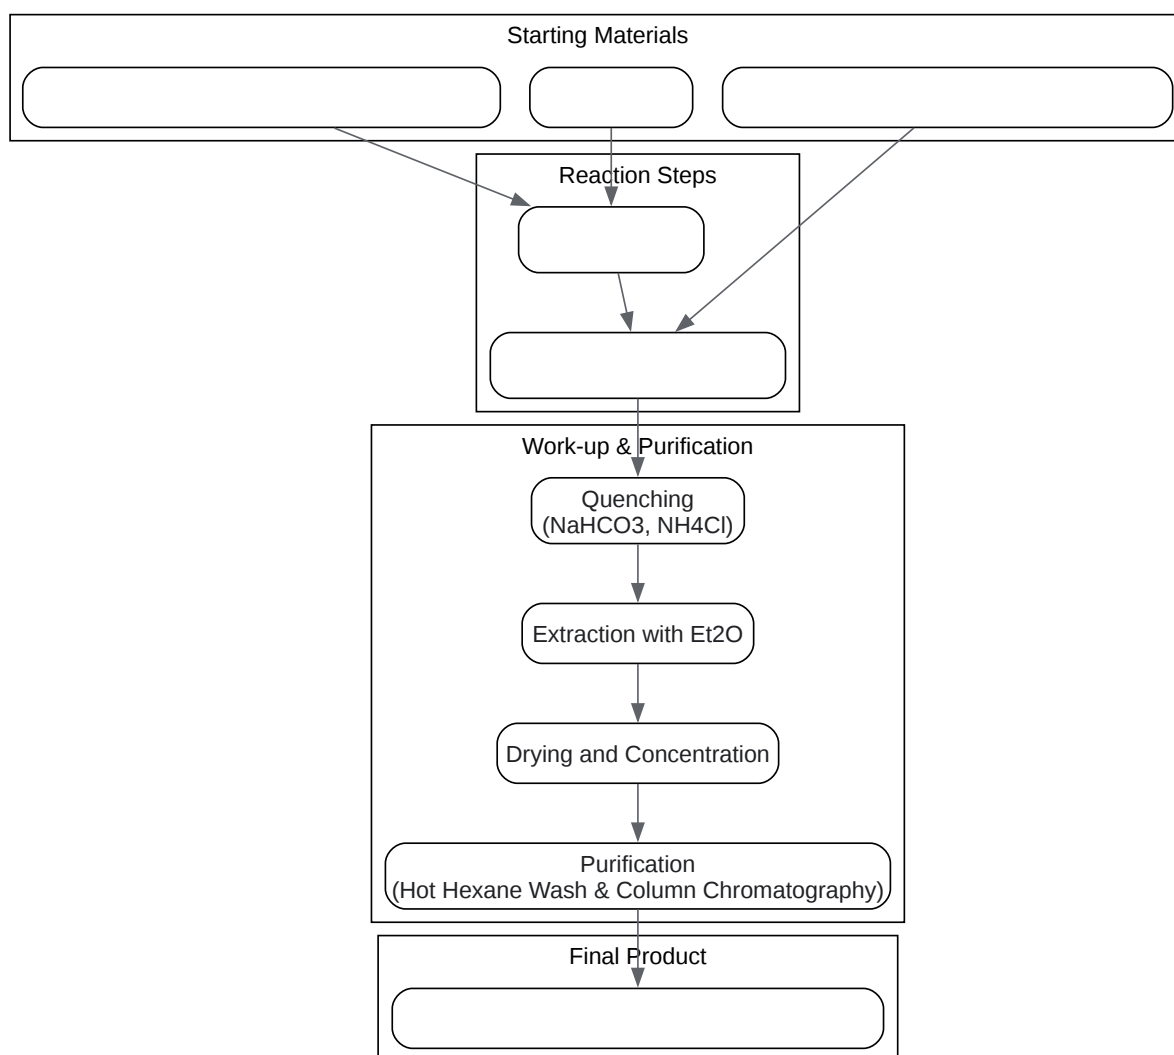 Starting Materials
Reaction Steps
Work-up & Purification
Quenching
(NaHCO3, NH4Cl)
Extraction with Et2O
Drying and Concentration
Purification
(Hot Hexane Wash & Column Chromatography)
Final Product